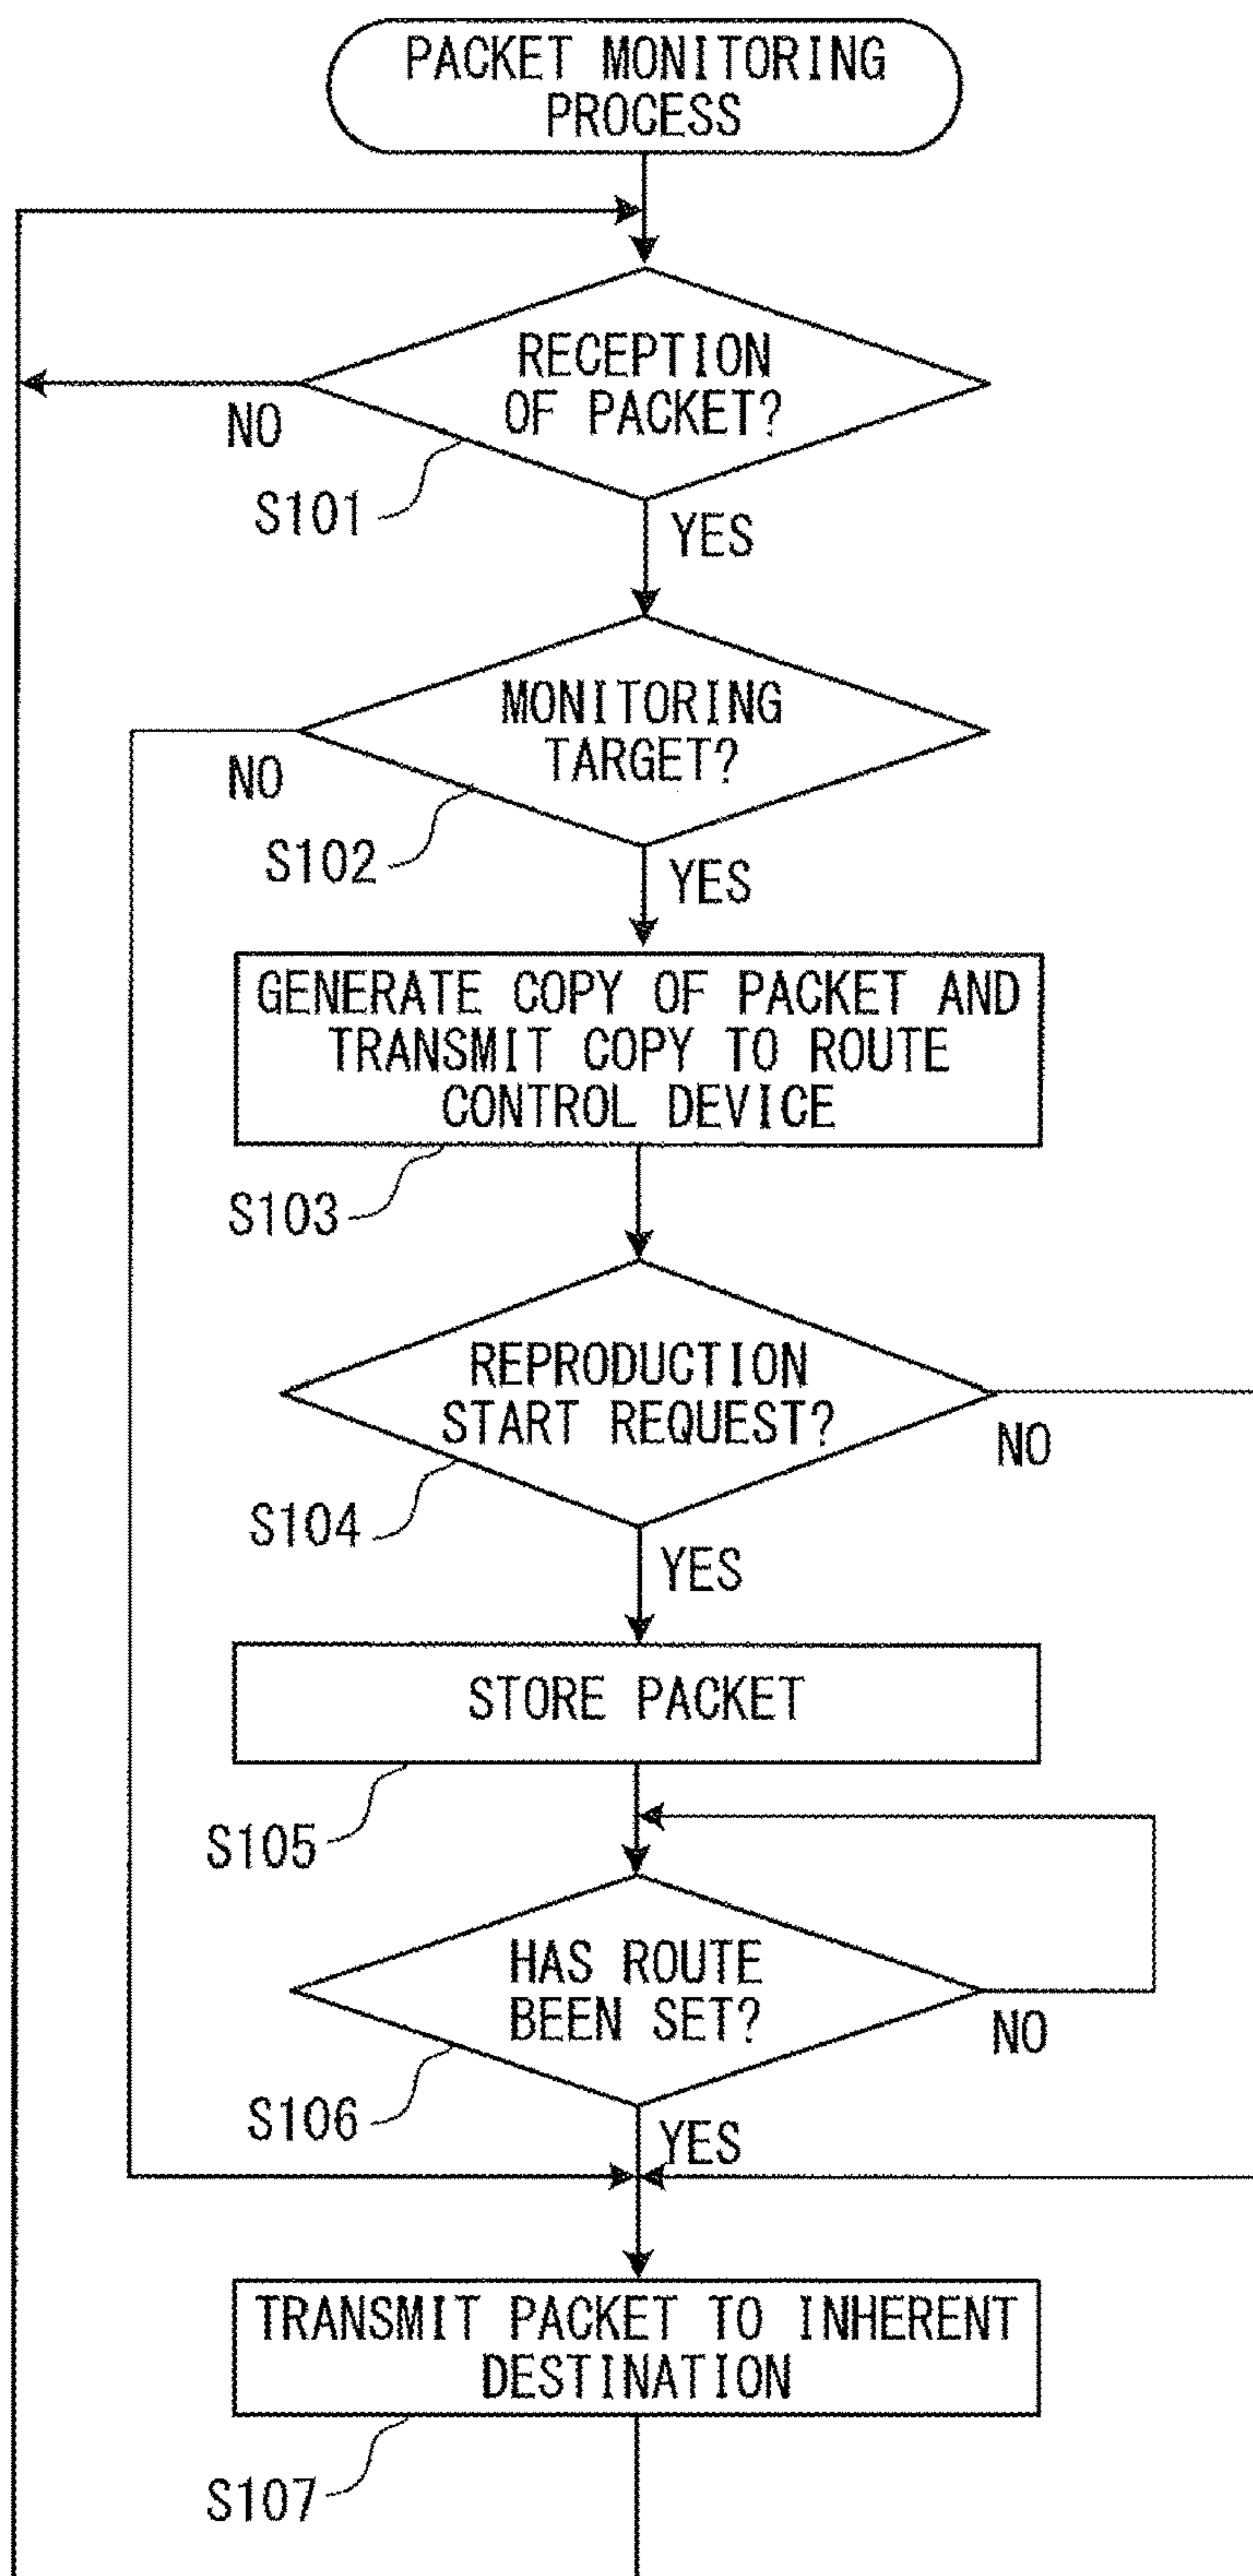 PACKET MONITORING
PROCESS
RECEPTION
OF PACKET?
NO
S101
YES
MONITORING
TARGET?
NO
S102
YES
GENERATE COPY OF PACKET AND
TRANSMIT COPY TO ROUTE
CONTROL DEVICE
S103
REPRODUCTION
START REQUEST?
NO
S104
YES
STORE PACKET
S105
HAS ROUTE
BEEN SET?
NO
S106
YES
TRANSMIT PACKET TO INHERENT
DESTINATION
S107